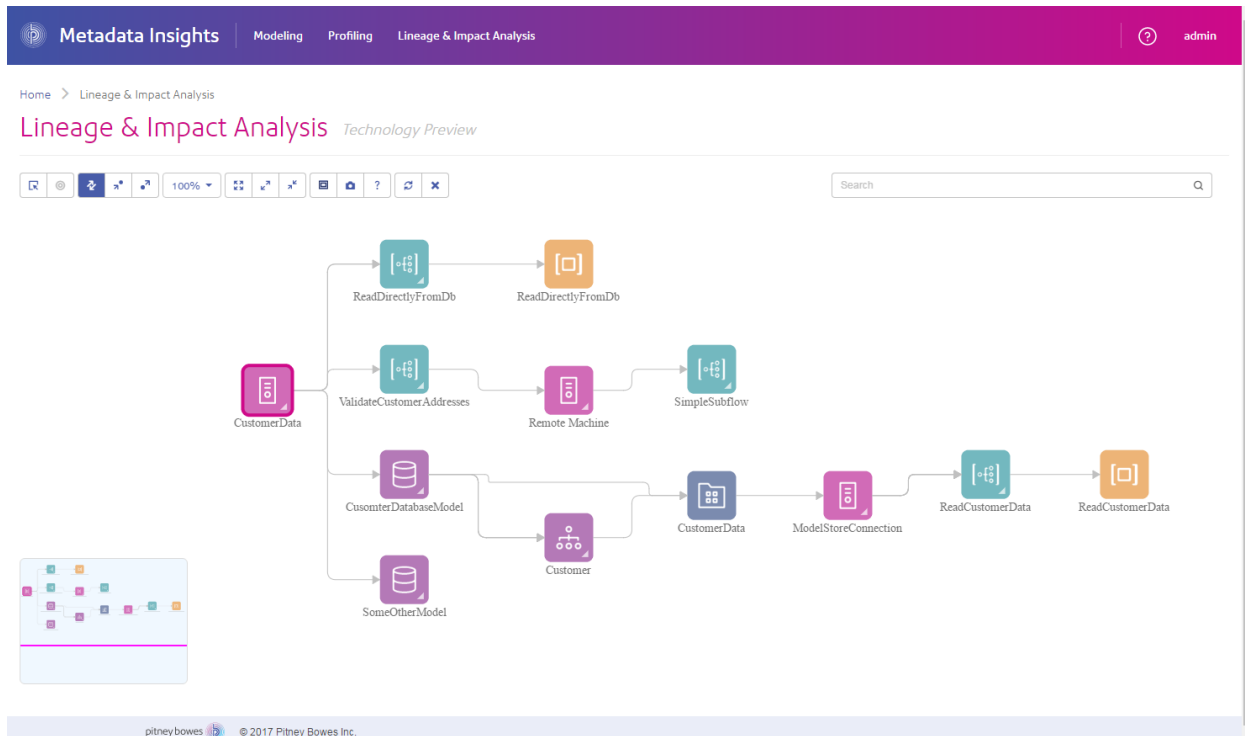 Metadata Insights Modeling Profiling Lineage & Impact Analysis ? admin
Home > Lineage & Impact Analysis
Lineage & Impact Analysis Technology Preview
100% ? Search
ReadDirectlyFromDb ReadDirectlyFromDb
ValidateCustomerAddresses SimpleSubflow
CustomerData Remote Machine
CusomterDatabaseModel ReadCustomerData ReadCustomerData
CustomerData ModelStoreConnection
Customer
SomeOtherModel
pitney bowes © 2017 Pitney Bowes Inc.